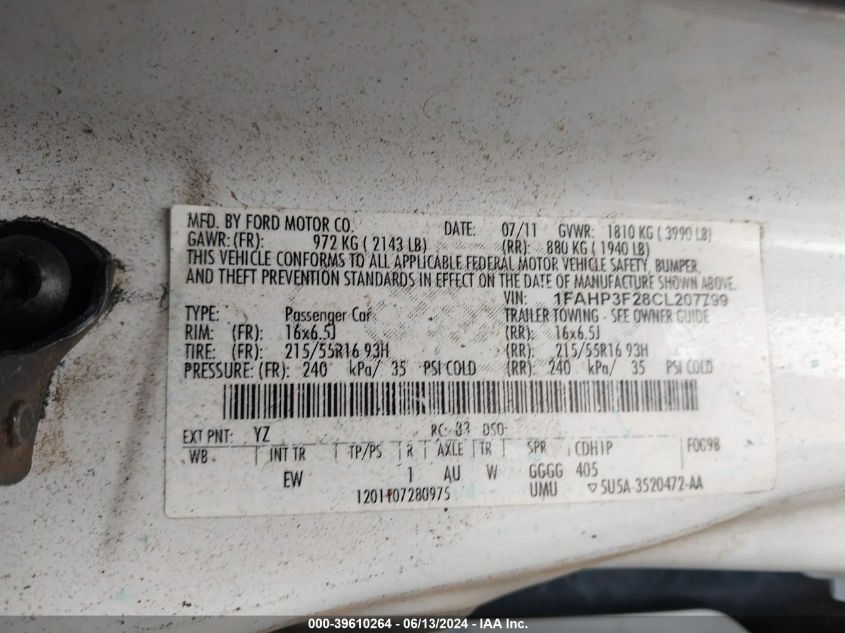 MFD. BY FORD MOTOR CO. DATE: 07/11 GVWR: 1810 KG ( 3990 LB)
GAWR: (FR): 972 KG ( 2143 LB) (RR): 880 KG ( 1940 LB)
THIS VEHICLE CONFORMS TO ALL APPLICABLE FEDERAL MOTOR VEHICLE SAFETY, BUMPER,
AND THEFT PREVENTION STANDARDS IN EFFECT ON THE DATE OF MANUFACTURE SHOWN ABOVE.
VIN: 1FAHP3F28CL207799
TYPE: Passenger Car TRAILER TOWING - SEE OWNER GUIDE
RIM: (FR): 16x6.5J (RR): 16x6.5J
TIRE: (FR): 215/55R16 93H (RR): 215/55R16 93H
PRESSURE: (FR): 240 kPa/ 35 PSI COLD (RR): 240 kPa/ 35 PSI COLD
EXT PNT: YZ RC: 83 DSO:
WB INT TR TP/PS R AXLE TR SPR CDH1P FOG98
EW 1 AU W GGGG 405
1201107280975 UMU 5U5A-3520472-AA
000-39610264 - 06/13/2024 - IAA Inc.